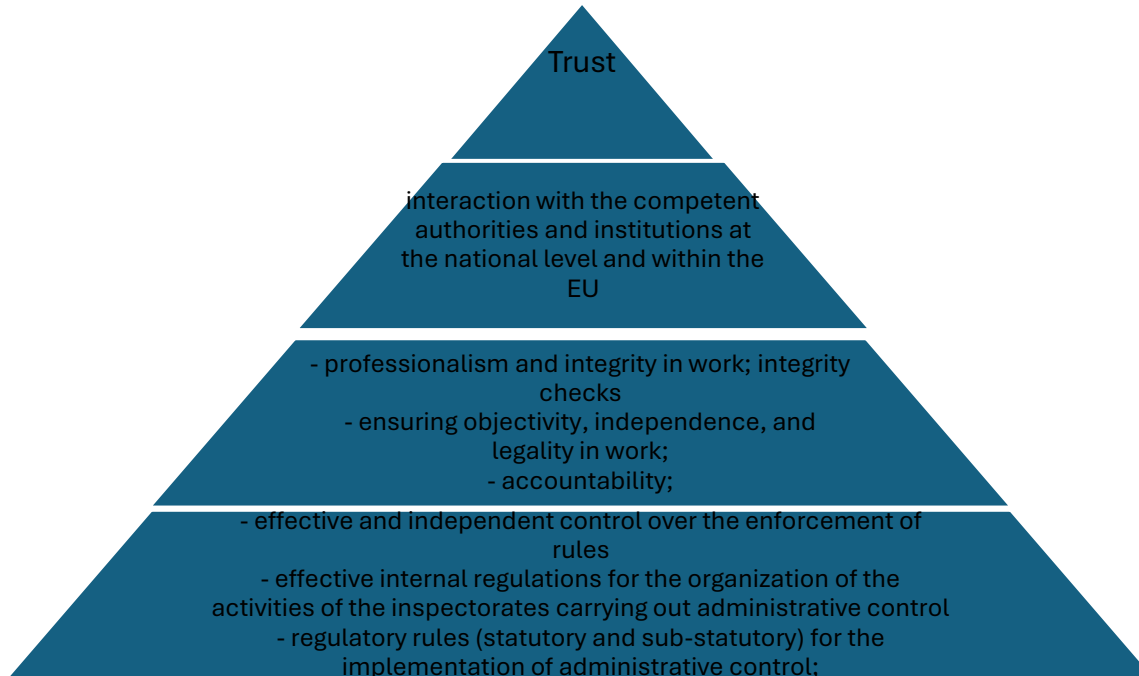 Trust
interaction with the competent
authorities and institutions at
the national level and within the
EU
- professionalism and integrity in work; integrity
checks
- ensuring objectivity, independence, and
legality in work;
- accountability;
- effective and independent control over the enforcement of
rules
- effective internal regulations for the organization of the
activities of the inspectorates carrying out administrative control
- regulatory rules (statutory and sub-statutory) for the
implementation of administrative control;